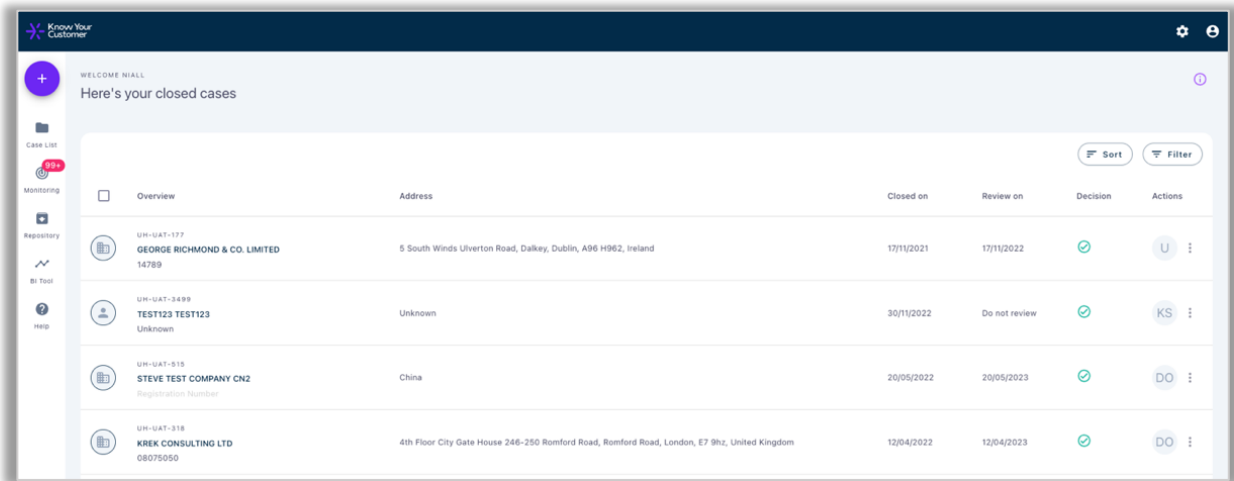 Know Your
Customer
WELCOME NIALL
Here's your closed cases
Case List
99+
Monitoring
Repository
BI Tool
Help
Sort
Filter
Overview Address Closed on Review on Decision Actions
UH-UAT-177
GEORGE RICHMOND & CO. LIMITED 5 South Winds Ulverton Road, Dalkey, Dublin, A96 H962, Ireland 17/11/2021 17/11/2022 U
14789
UH-UAT-3499
TEST123 TEST123 Unknown 30/11/2022 Do not review KS
Unknown
UH-UAT-515
STEVE TEST COMPANY CN2 China 20/05/2022 20/05/2023 DO
Registration Number
UH-UAT-318
KREK CONSULTING LTD 4th Floor City Gate House 246-250 Romford Road, Romford Road, London, E7 9hz, United Kingdom 12/04/2022 12/04/2023 DO
08075050